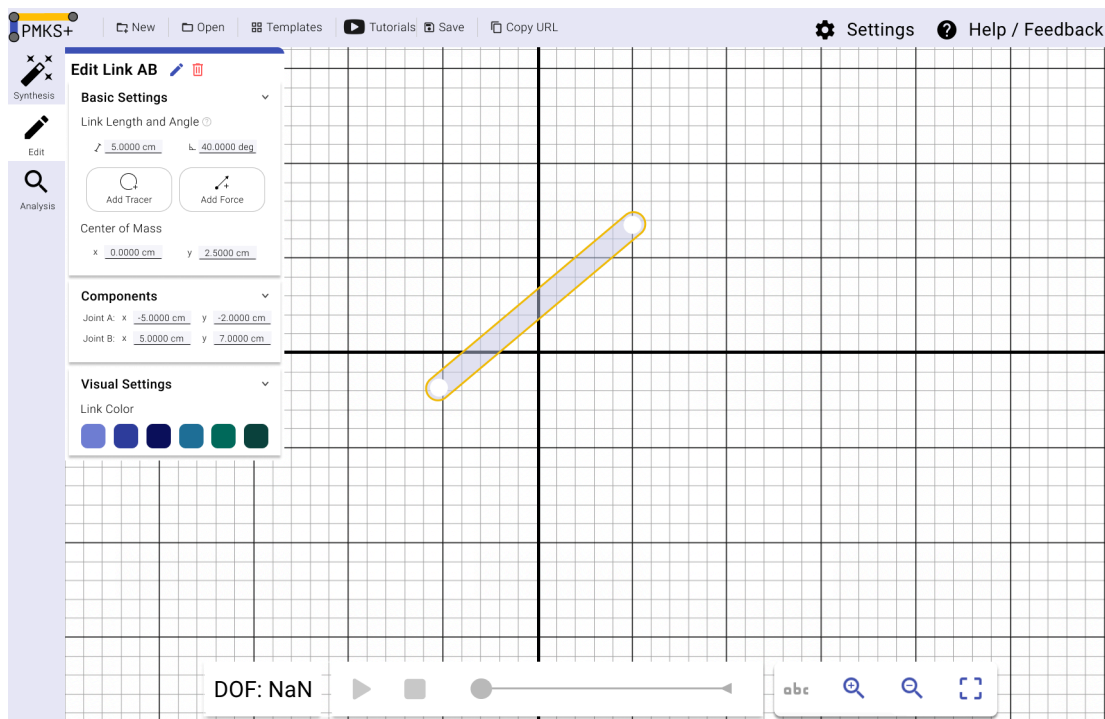 PMKS+ New Open Templates Tutorials Save Copy URL Settings Help / Feedback
Synthesis
Edit
Analysis
Edit Link AB
Basic Settings
Link Length and Angle
5.0000 cm 40.0000 deg
Add Tracer Add Force
Center of Mass
x 0.0000 cm y 2.5000 cm
Components
Joint A: x -5.0000 cm y -2.0000 cm
Joint B: x 5.0000 cm y 7.0000 cm
Visual Settings
Link Color
DOF: NaN abc